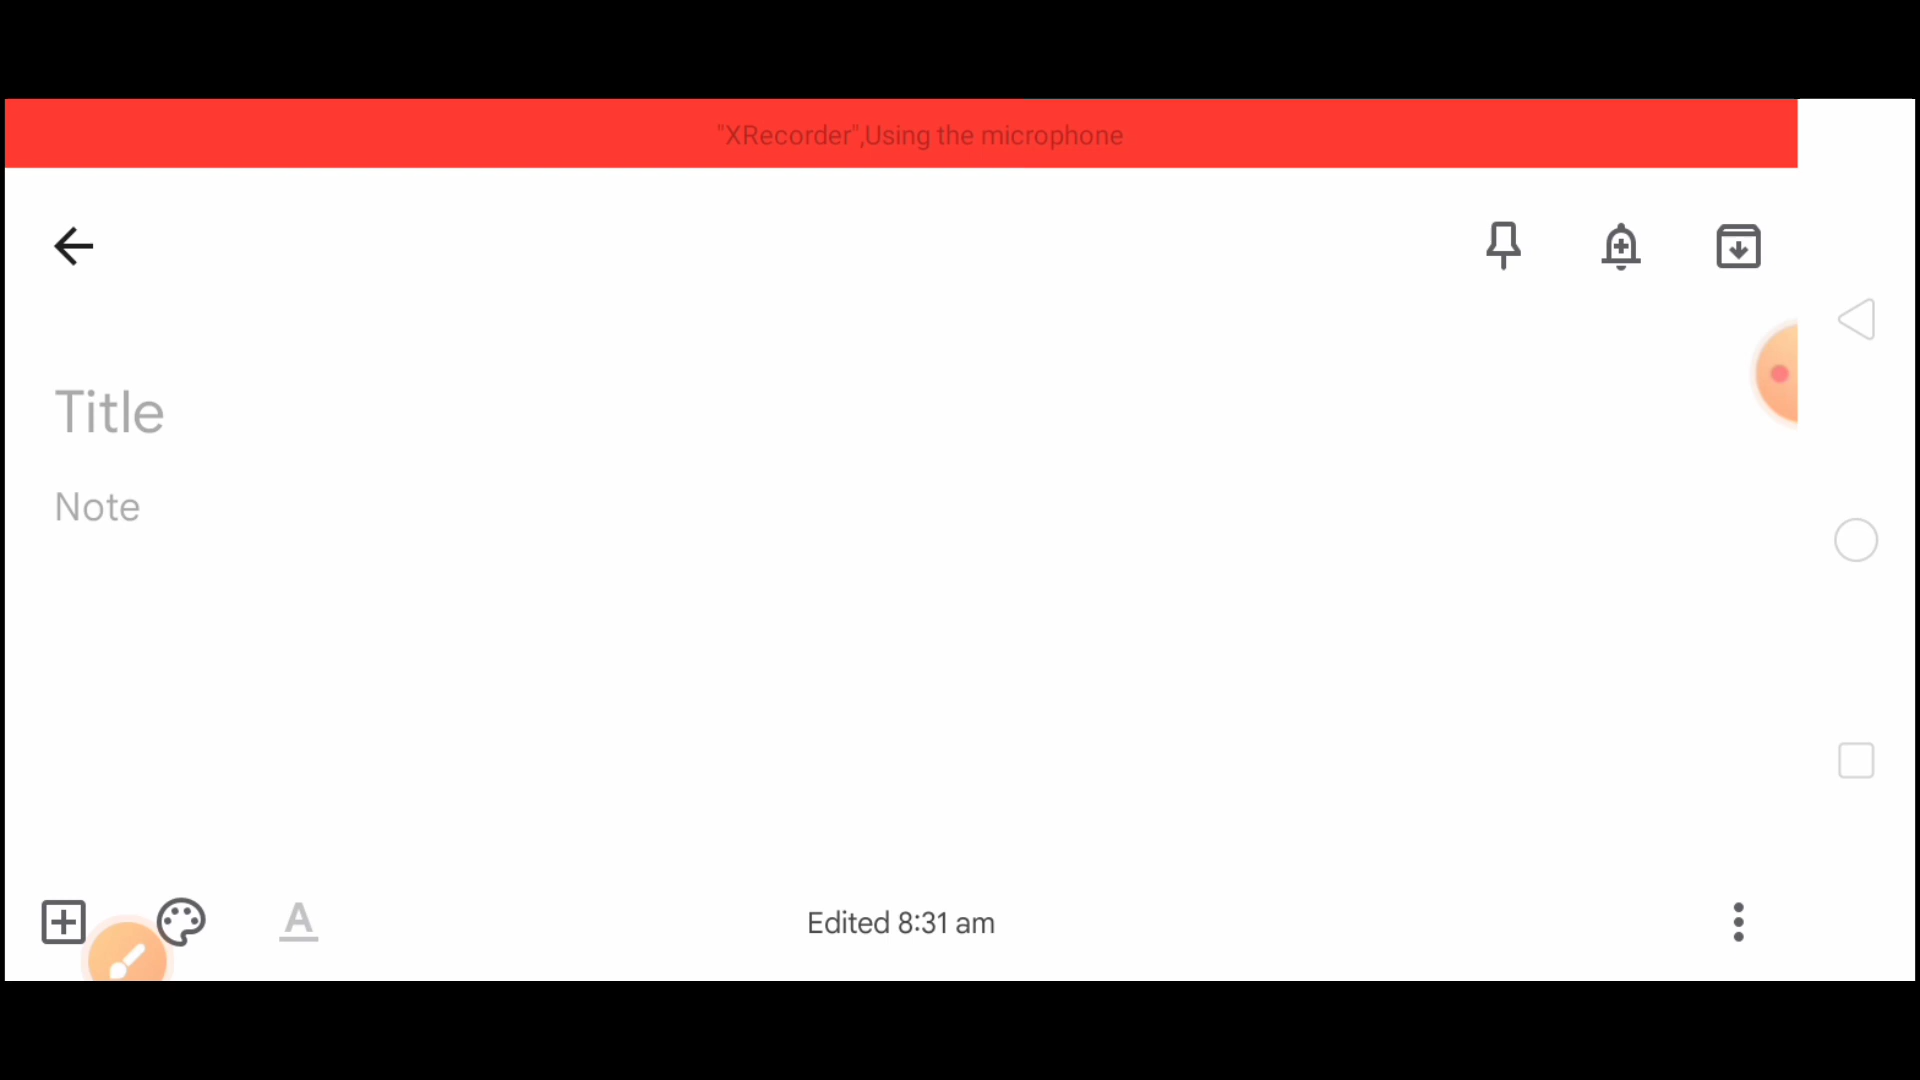 "XRecorder",Using the microphone
Title
Note
A
Edited 8:31 am